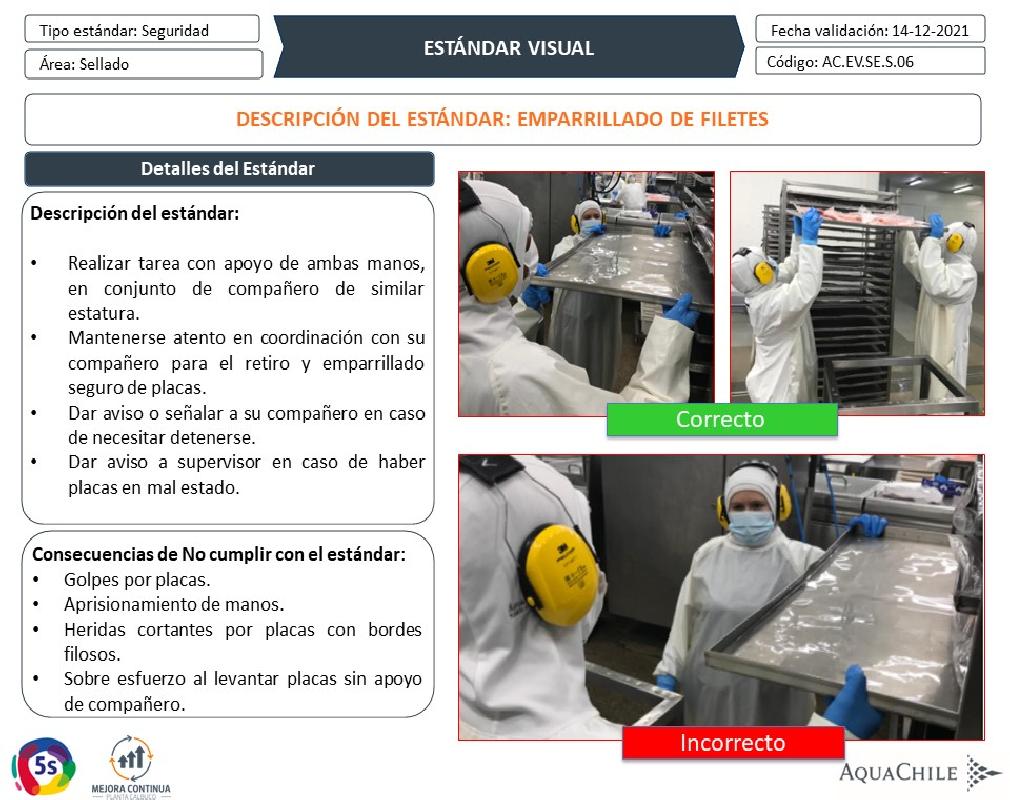 Tipo estándar: Seguridad
Área: Sellado
ESTÁNDAR VISUAL
Fecha validación: 14-12-2021
Código: AC.EV.SE.S.06
DESCRIPCIÓN DEL ESTÁNDAR: EMPARRILLADO DE FILETES
Detalles del Estándar
Descripción del estándar:
• Realizar tarea con apoyo de ambas manos,
en conjunto de compañero de similar
estatura.
• Mantenerse atento en coordinación con su
compañero para el retiro y emparrillado
seguro de placas.
• Dar aviso o señalar a su compañero en caso
de necesitar detenerse.
• Dar aviso a supervisor en caso de haber
placas en mal estado.
Consecuencias de No cumplir con el estándar:
• Golpes por placas.
• Aprisionamiento de manos.
• Heridas cortantes por placas con bordes
filosos.
• Sobre esfuerzo al levantar placas sin apoyo
de compañero.
Correcto
3M
Incorrecto
5s
MEJORA CONTINUA
PLANTA CALBUCO
AQUACHILE